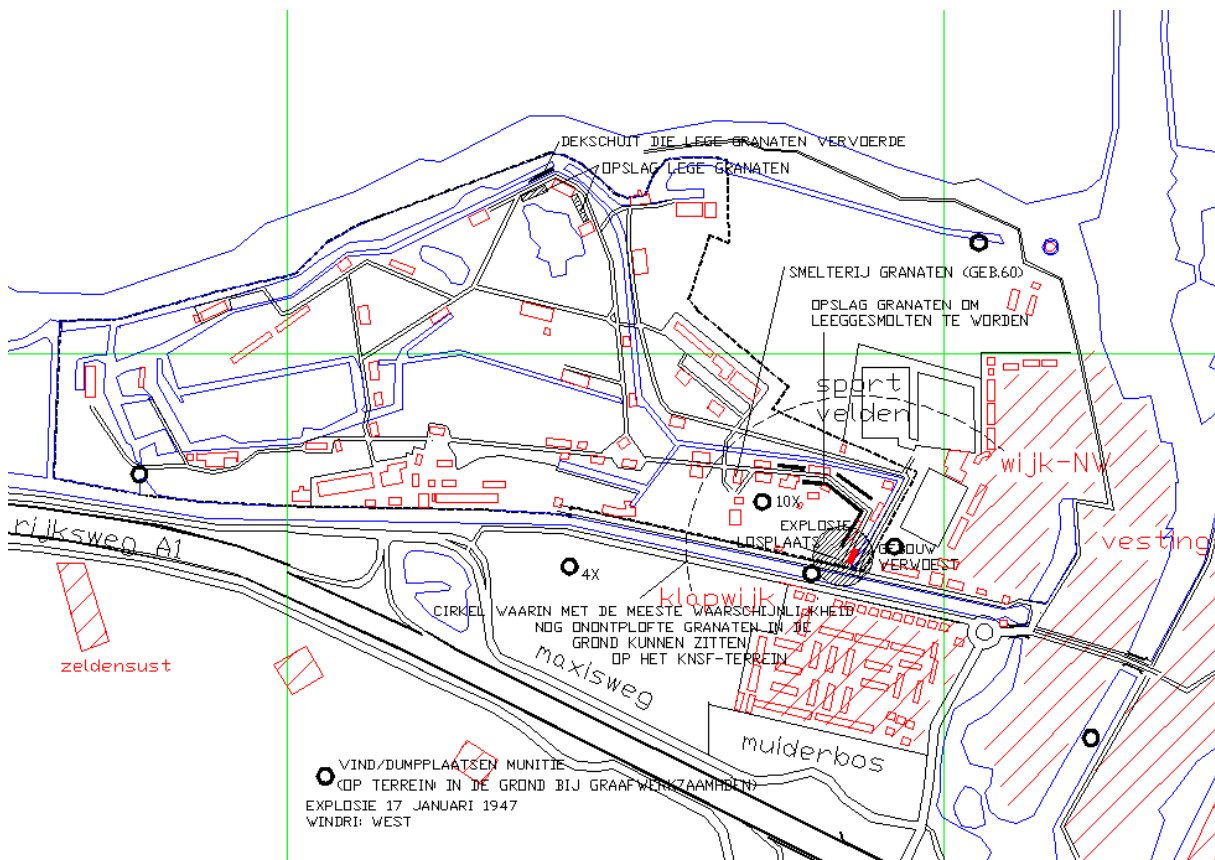 DEKSCHUIT DIE LEGE GRANATEN VERVOERDE
OPSLAG LEGE GRANATEN
SMELTERIJ GRANATEN (GEB.60)
OPSLAG GRANATEN OM
LEEGGESMOLTEN TE WORDEN
sport
velden
wijk-NW
10X
EXPLOSIE
LOSPLAATS
GEBOUW
VERWOEST
vesting
rijksweg A1
4X
klopwijk
CIRKEL WAARIN MET DE MEESTE WAARSCHIJNLIJKHEID
NOG ONONTPLOFTE GRANATEN IN DE
GROND KUNNEN ZITTEN
OP HET KNSF-TERREIN
zeldensust
maxisweg
muiderbos
VIND/DUMPPLAATSEN MUNITIE
(OP TERREIN IN DE GROND BIJ GRAAFWERKZAAMHDEN)
EXPLOSIE 17 JANUARI 1947
WINDRI: WEST